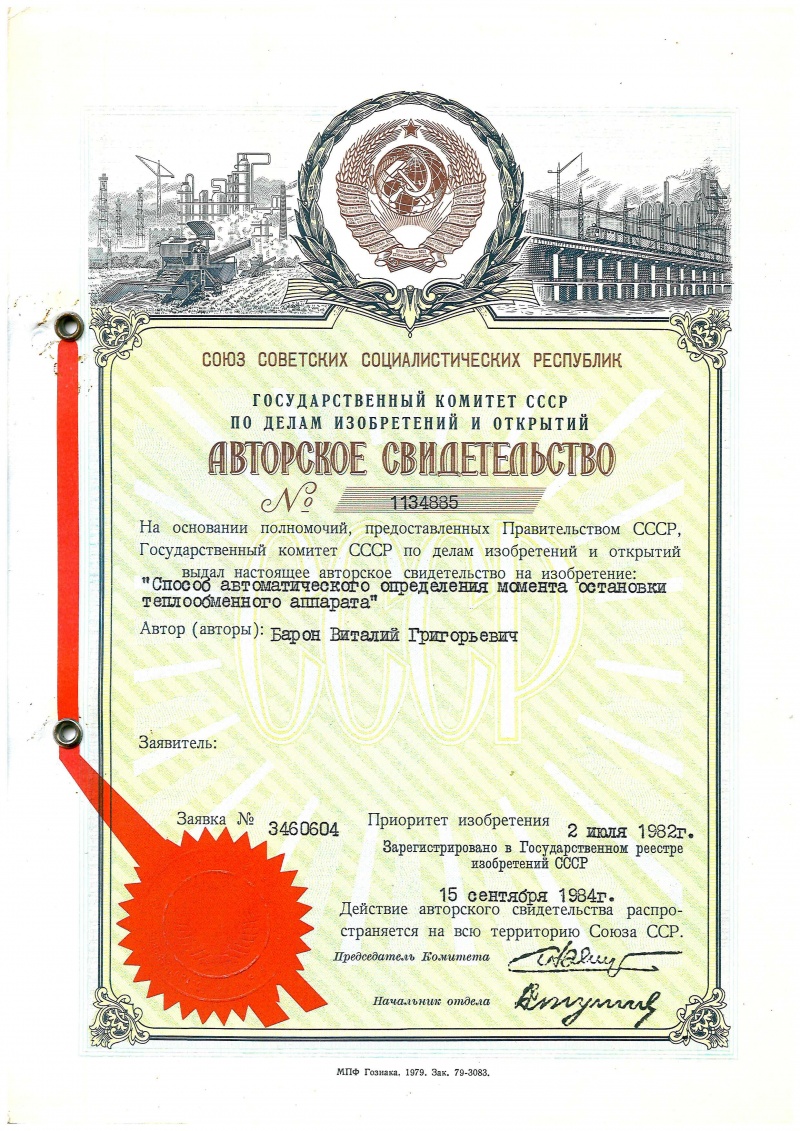 СОЮЗ СОВЕТСКИХ СОЦИАЛИСТИЧЕСКИХ РЕСПУБЛИК
ГОСУДАРСТВЕННЫЙ КОМИТЕТ СССР
ПО ДЕЛАМ ИЗОБРЕТЕНИЙ И ОТКРЫТИЙ
АВТОРСКОЕ СВИДЕТЕЛЬСТВО
№ 1134885
На основании полномочий, предоставленных Правительством СССР,
Государственный комитет СССР по делам изобретений и открытий
выдал настоящее авторское свидетельство на изобретение:
"Способ автоматического определения момента остановки
теплообменного аппарата"
Автор (авторы): Барон Виталий Григорьевич
СССР
Заявитель:
Заявка № 3460604 Приоритет изобретения 2 июля 1982г.
Зарегистрировано в Государственном реестре
изобретений СССР
15 сентября 1984г.
Действие авторского свидетельства распро-
страняется на всю территорию Союза ССР.
Председатель Комитета
Начальник отдела
МПФ Гознака. 1979. Зак. 79-3083.